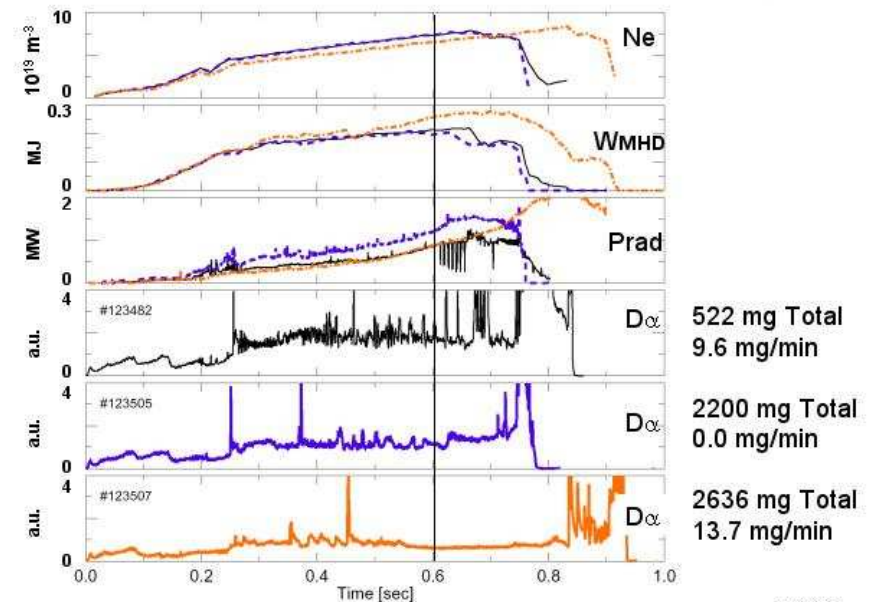 10
10¹⁹ m⁻³
0
Ne
0.3
MJ
0
WMHD
2
MW
0
Prad
4
a.u.
0
#123482
Dα
522 mg Total
9.6 mg/min
4
a.u.
0
#123505
Dα
2200 mg Total
0.0 mg/min
4
a.u.
0
#123507
Dα
2636 mg Total
13.7 mg/min
0.0 0.2 0.4 0.6 0.8 1.0
Time [sec]